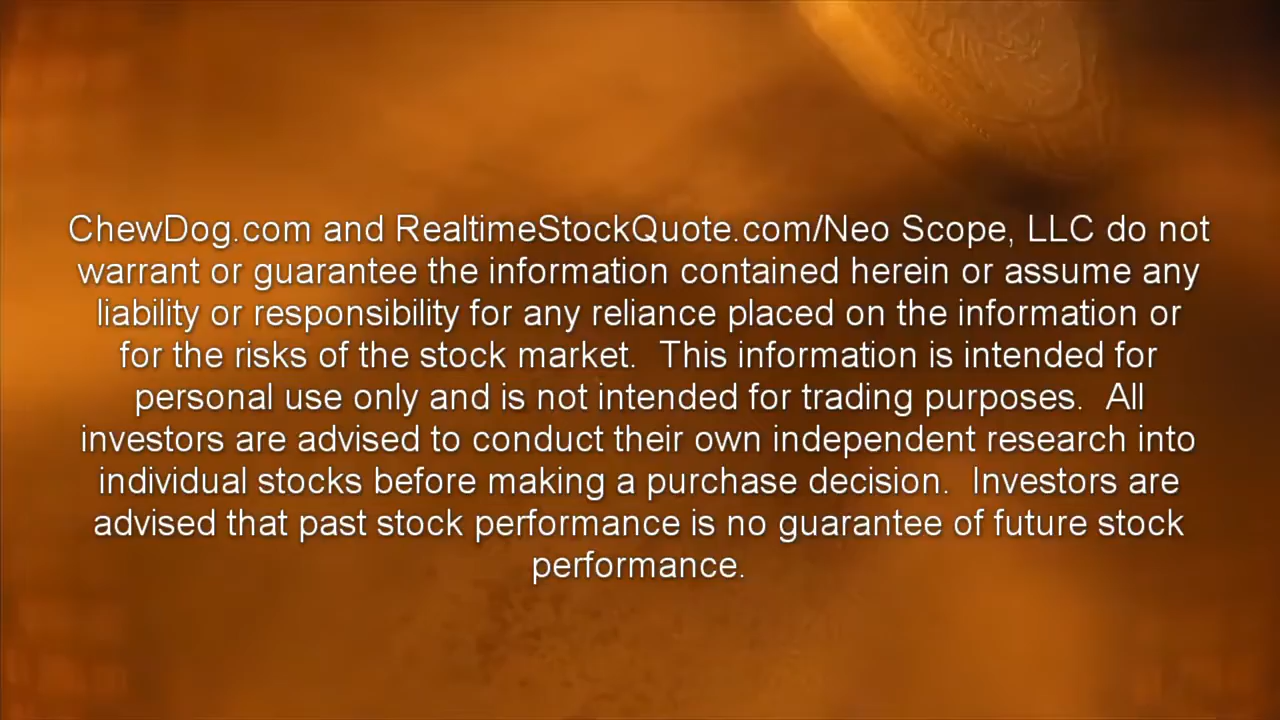 ChewDog.com and RealtimeStockQuote.com/Neo Scope, LLC do not
warrant or guarantee the information contained herein or assume any
liability or responsibility for any reliance placed on the information or
for the risks of the stock market.  This information is intended for
personal use only and is not intended for trading purposes.  All
investors are advised to conduct their own independent research into
individual stocks before making a purchase decision.  Investors are
advised that past stock performance is no guarantee of future stock
performance.